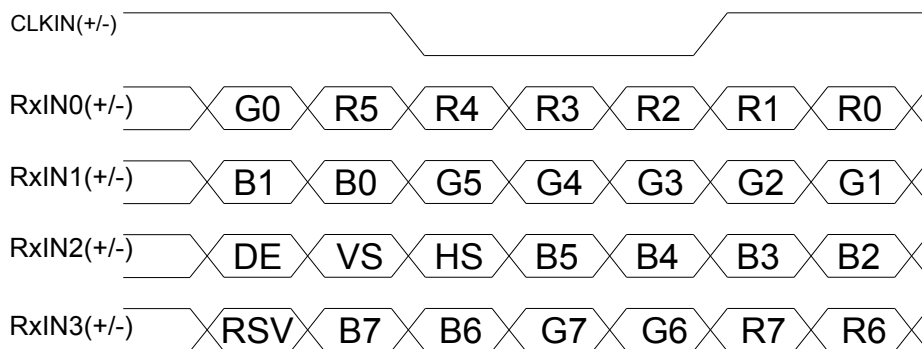 CLKIN(+/-)
RxIN0(+/-) G0 R5 R4 R3 R2 R1 R0
RxIN1(+/-) B1 B0 G5 G4 G3 G2 G1
RxIN2(+/-) DE VS HS B5 B4 B3 B2
RxIN3(+/-) RSV B7 B6 G7 G6 R7 R6